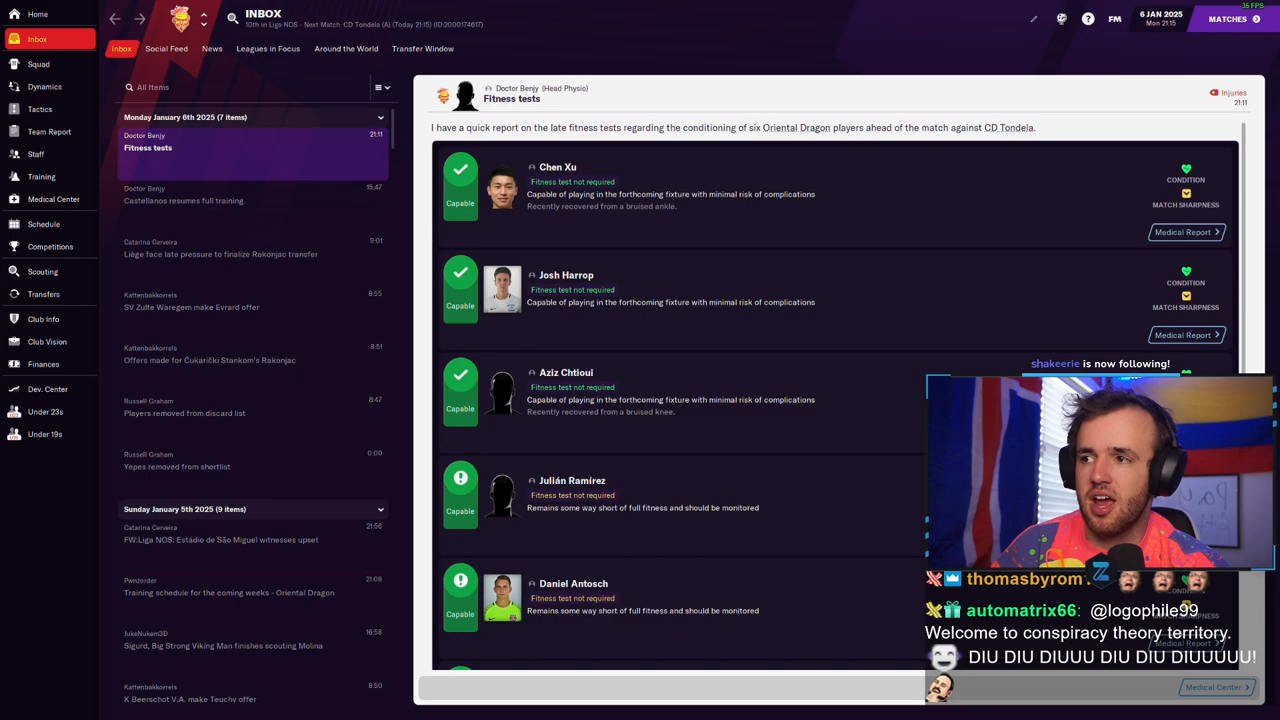 35 FPS
Home
Inbox
Squad
Dynamics
Tactics
Team Report
Staff
Training
Medical Center
Schedule
Competitions
Scouting
Transfers
Club Info
Club Vision
Finances
Dev. Center
Under 23s
Under 19s
INBOX
10th in Liga NOS - Next Match: CD Tondela (A) (Today 21:15) (ID:2000174617)
FM
6 JAN 2025
Mon 21:15
MATCHES
Inbox
Social Feed
News
Leagues in Focus
Around the World
Transfer Window
All Items
Monday January 6th 2025 (7 items)
Doctor Benjy 21:11
Fitness tests
Doctor Benjy 15:47
Castellanos resumes full training
Catarina Cerveira 9:01
Liège face late pressure to finalize Rakonjac transfer
Kattenbakkorrels 8:55
SV Zulte Waregem make Evrard offer
Kattenbakkorrels 8:51
Offers made for Čukarički Stankom's Rakonjac
Russell Graham 8:47
Players removed from discard list
Russell Graham 0:00
Yepes removed from shortlist
Sunday January 5th 2025 (9 items)
Catarina Cerveira 21:56
FW:Liga NOS: Estádio de São Miguel witnesses upset
Pwnzorder 21:08
Training schedule for the coming weeks - Oriental Dragon
JukeNukem3D 16:58
Sigurd, Big Strong Viking Man finishes scouting Molina
Kattenbakkorrels 8:50
K Beerschot V.A. make Teuchy offer
Doctor Benjy (Head Physio)
Fitness tests
Injuries
21:11
I have a quick report on the late fitness tests regarding the conditioning of six Oriental Dragon players ahead of the match against CD Tondela.
Capable
Chen Xu
Fitness test not required
Capable of playing in the forthcoming fixture with minimal risk of complications
Recently recovered from a bruised ankle.
CONDITION
MATCH SHARPNESS
Medical Report
Capable
Josh Harrop
Fitness test not required
Capable of playing in the forthcoming fixture with minimal risk of complications
CONDITION
MATCH SHARPNESS
Medical Report
Capable
Aziz Chtioui
Fitness test not required
Capable of playing in the forthcoming fixture with minimal risk of complications
Recently recovered from a bruised knee.
Capable
Julián Ramírez
Fitness test not required
Remains some way short of full fitness and should be monitored
Capable
Daniel Antosch
Fitness test not required
Remains some way short of full fitness and should be monitored
CONDITION
Medical Report
Medical Center
shakeerie is now following!
thomasbyrom
automatrix66: @logophile99
Welcome to conspiracy theory territory.
DIU DIU DIUUU DIU DIU DIUUUUU!